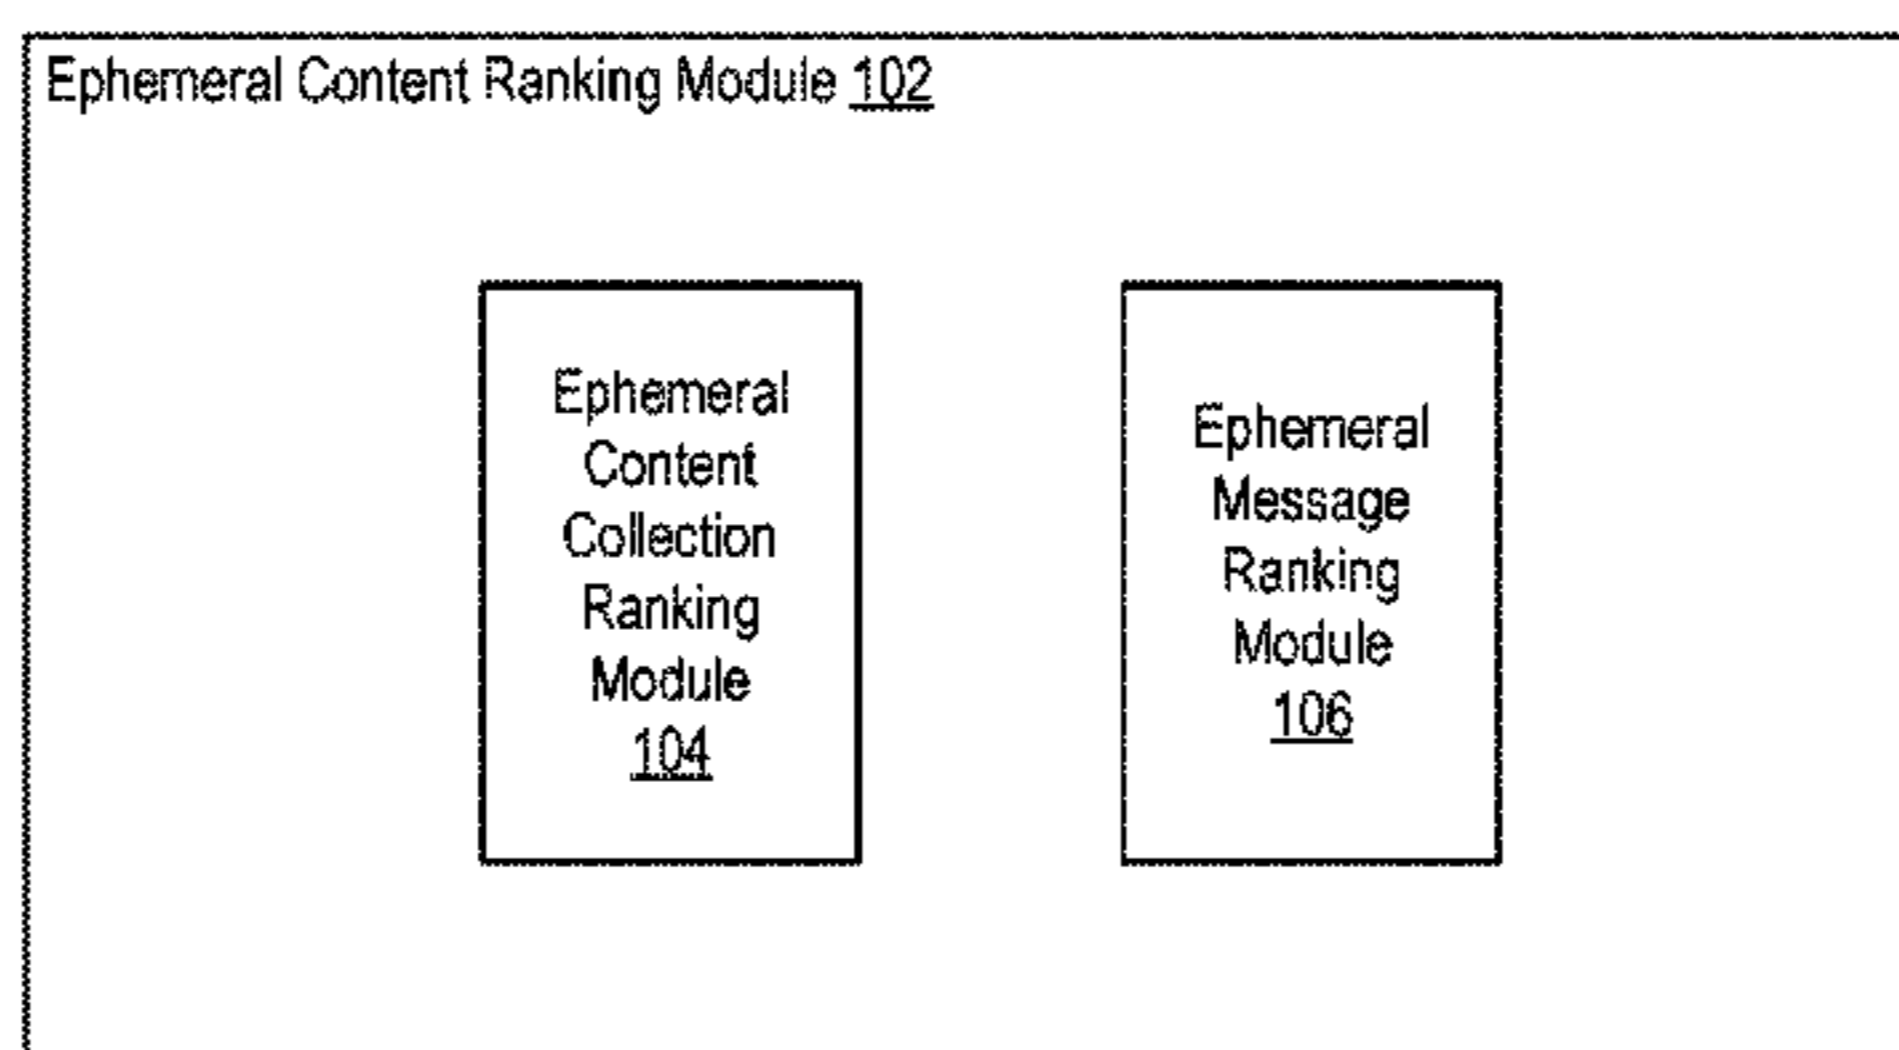 Ephemeral Content Ranking Module 102
Ephemeral
Content
Collection
Ranking
Module
104
Ephemeral
Message
Ranking
Module
106